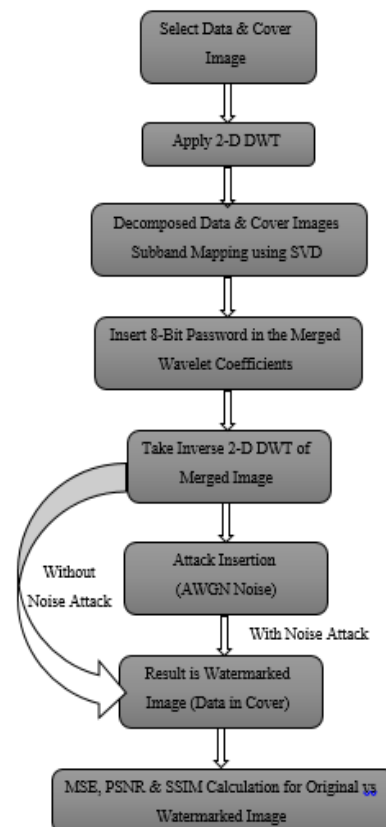 Select Data & Cover
Image
Apply 2-D DWT
Decomposed Data & Cover Images
Subband Mapping using SVD
Insert 8-Bit Password in the Merged
Wavelet Coefficients
Take Inverse 2-D DWT of
Merged Image
Without
Noise Attack
Attack Insertion
(AWGN Noise)
With Noise Attack
Result is Watermarked
Image (Data in Cover)
MSE, PSNR & SSIM Calculation for Original vs
Watermarked Image